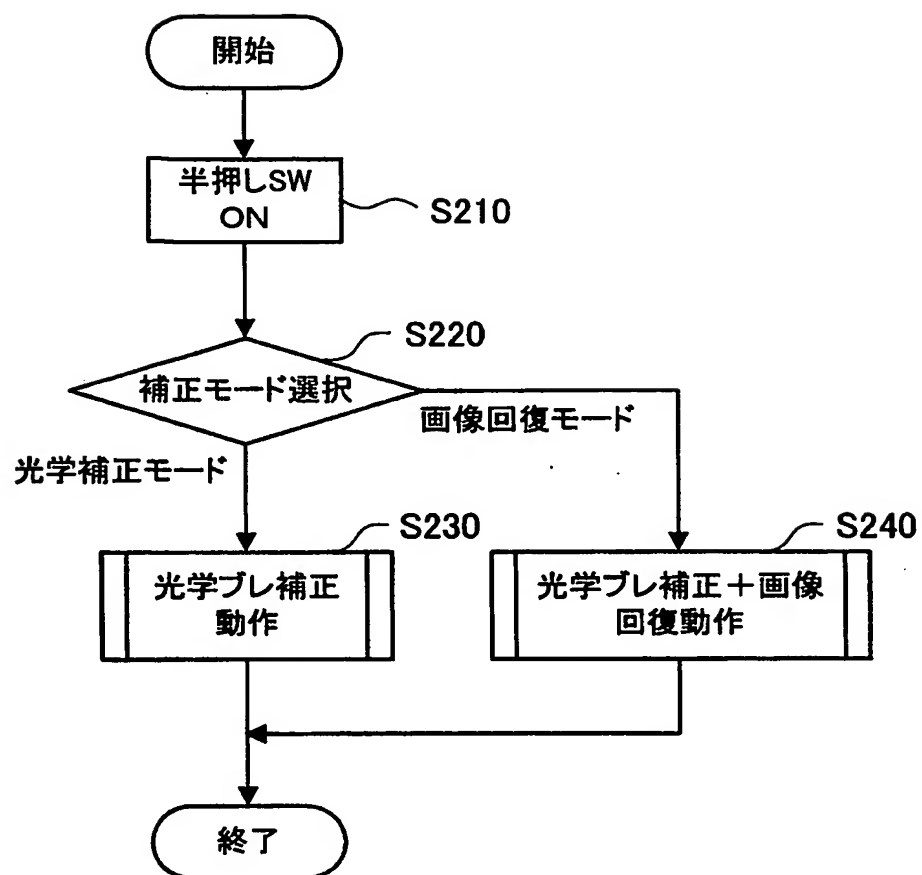 開始
半押しSW
ON
S210
S220
補正モード選択
画像回復モード
光学補正モード
S230
S240
光学ブレ補正
動作
光学ブレ補正＋画像
回復動作
終了